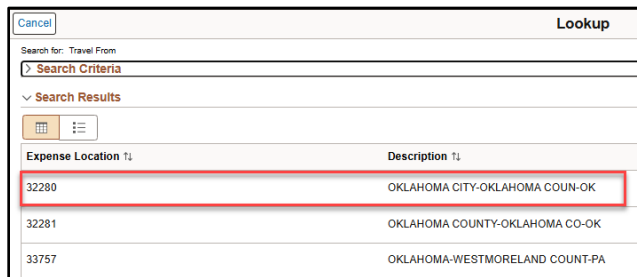 Cancel Lookup
Search for: Travel From
Search Criteria
Search Results
Expense Location Description
32280 OKLAHOMA CITY-OKLAHOMA COUN-OK
32281 OKLAHOMA COUNTY-OKLAHOMA CO-OK
33757 OKLAHOMA-WESTMORELAND COUNT-PA